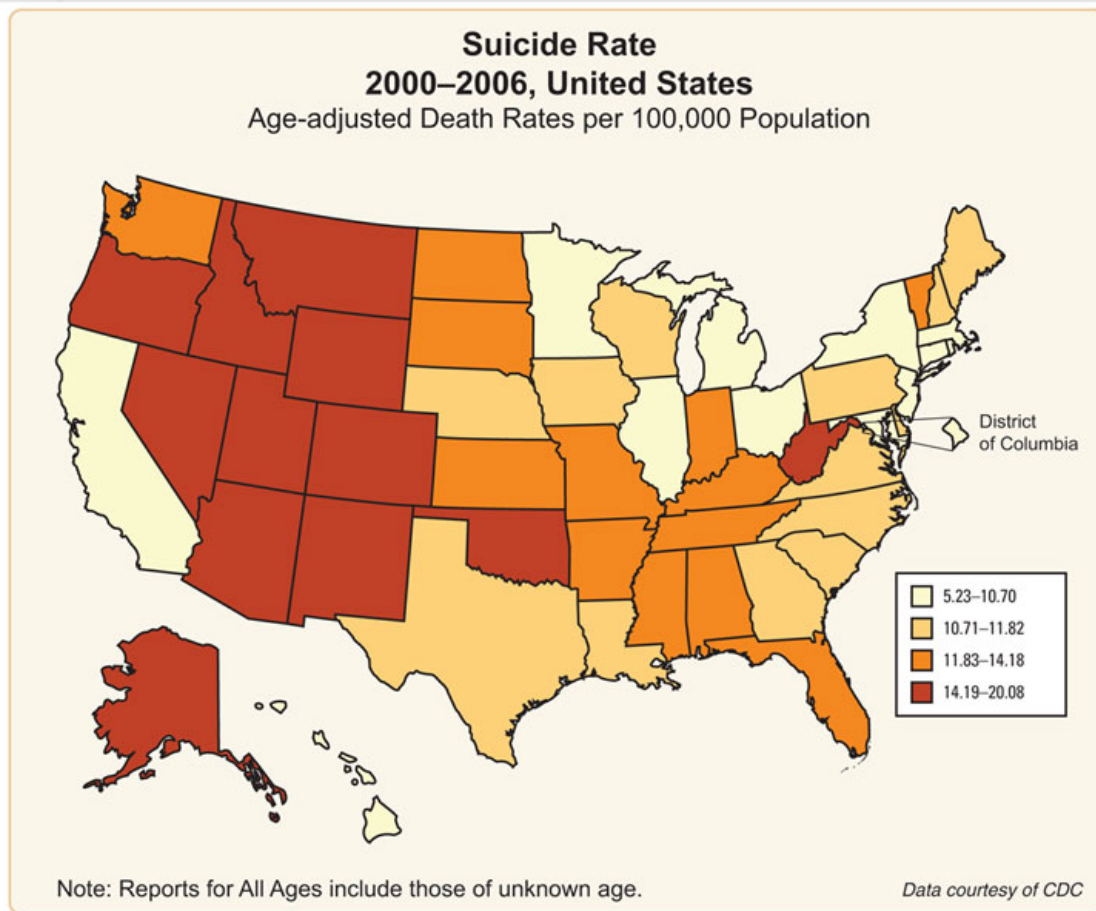 Suicide Rate
2000–2006, United States
Age-adjusted Death Rates per 100,000 Population
District
of Columbia
5.23–10.70
10.71–11.82
11.83–14.18
14.19–20.08
Note: Reports for All Ages include those of unknown age.
Data courtesy of CDC